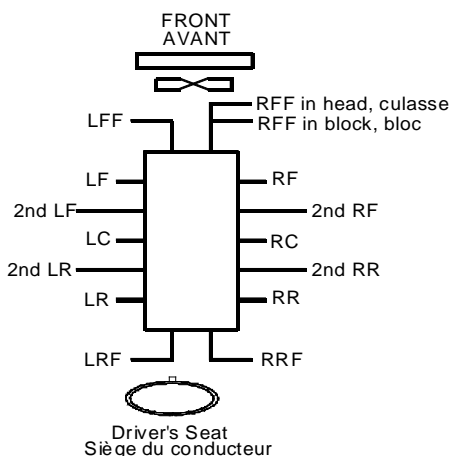 FRONT
AVANT
RFF in head, culasse
LFF
RFF in block, bloc
LF
RF
2nd LF
2nd RF
LC
RC
2nd LR
2nd RR
LR
RR
LRF
RRF
Driver's Seat
Siège du conducteur